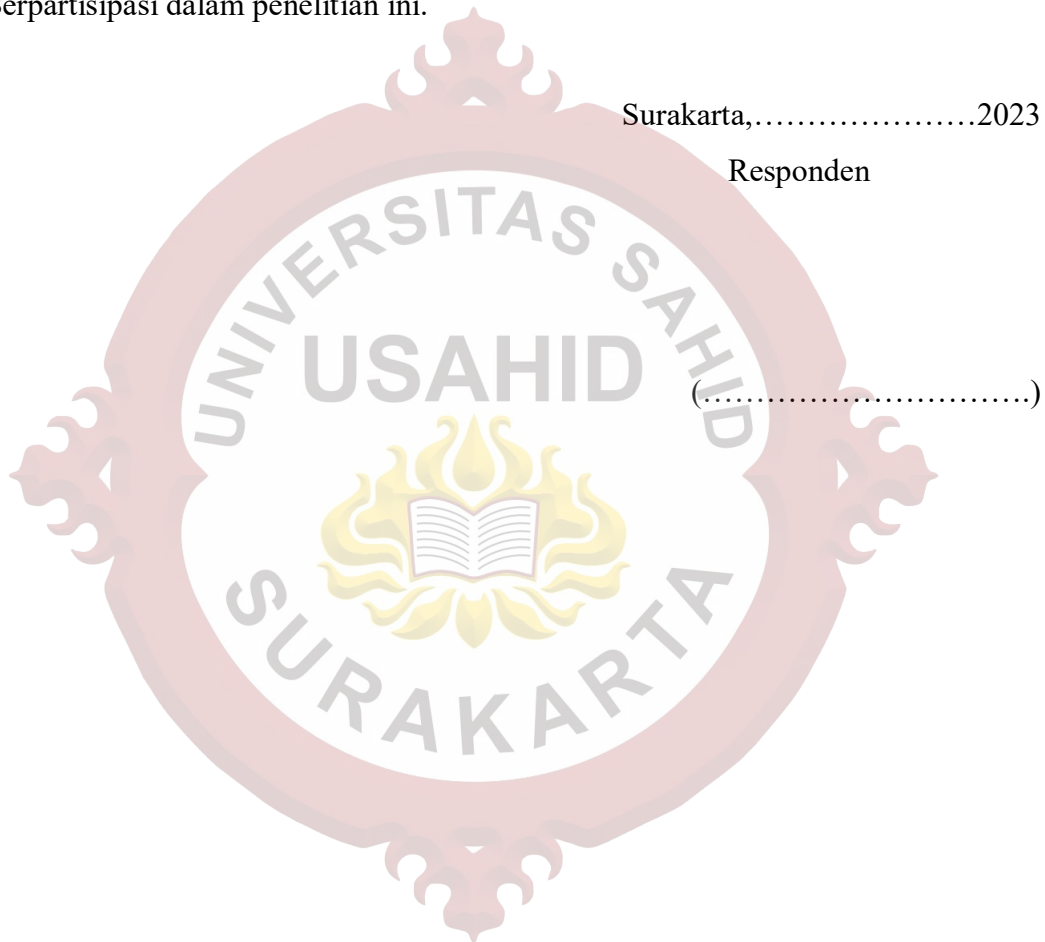 Berpartisipasi dalam penelitian ini.
Surakarta,…………………2023
Responden
(………………………….)
UNIVERSITAS SAHID
USAHID
SURAKARTA